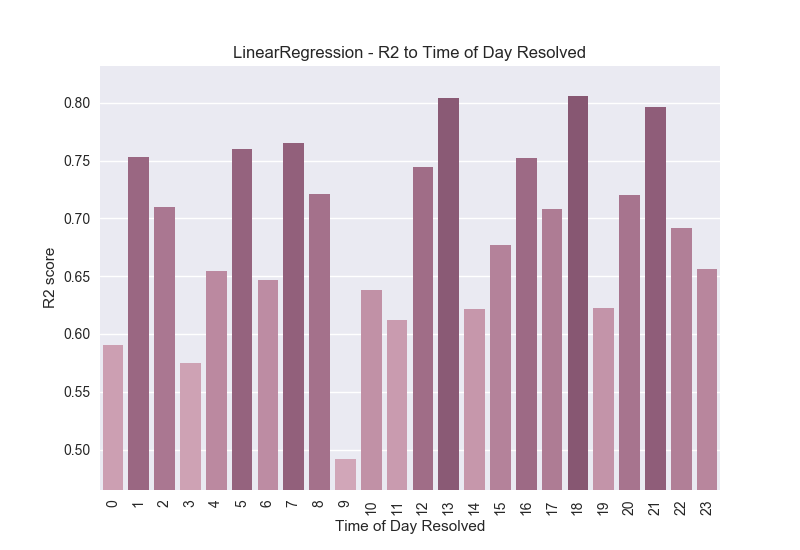 LinearRegression - R2 to Time of Day Resolved
R2 score
0.80
0.75
0.70
0.65
0.60
0.55
0.50
0 1 2 3 4 5 6 7 8 9 10 11 12 13 14 15 16 17 18 19 20 21 22 23
Time of Day Resolved